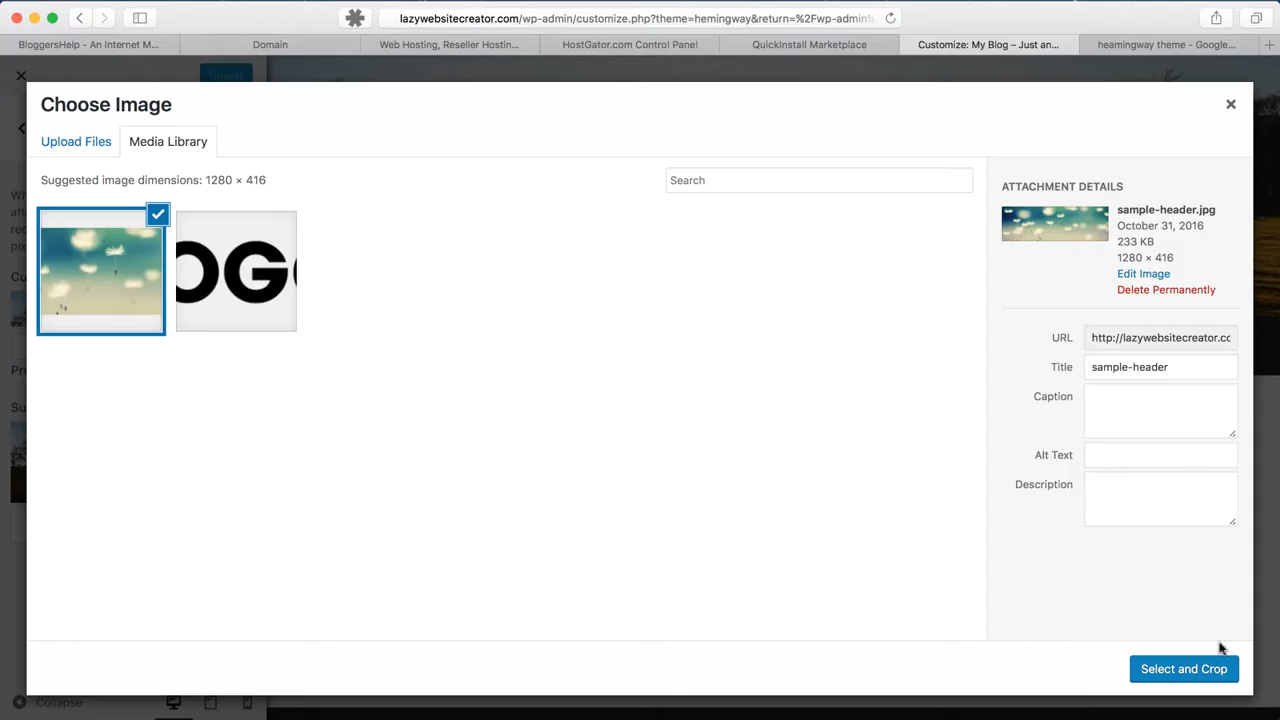 lazywebsitecreator.com/wp-admin/customize.php?theme=hemingway&return=%2Fwp-admin%
BloggersHelp - An Internet M...
Domain
Web Hosting, Reseller Hostin...
HostGator.com Control Panel
QuickInstall Marketplace
Customize: My Blog – Just an...
heamingway theme - Google...
Saved
Choose Image
Upload Files
Media Library
Suggested image dimensions: 1280 × 416
Search
OG
ATTACHMENT DETAILS
sample-header.jpg
October 31, 2016
233 KB
1280 × 416
Edit Image
Delete Permanently
URL http://lazywebsitecreator.cc
Title sample-header
Caption
Alt Text
Description
Select and Crop
Collapse